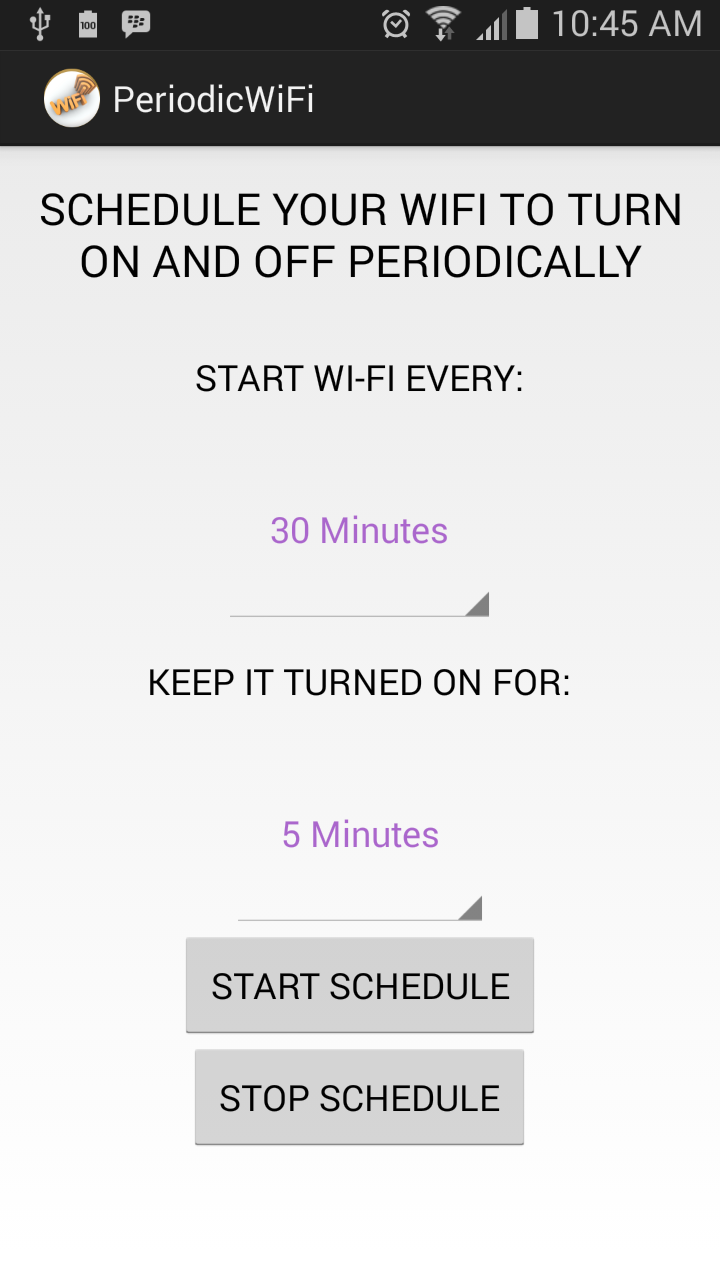 100
10:45 AM
WiFi
PeriodicWiFi
SCHEDULE YOUR WIFI TO TURN
ON AND OFF PERIODICALLY
START WI-FI EVERY:
30 Minutes
KEEP IT TURNED ON FOR:
5 Minutes
START SCHEDULE
STOP SCHEDULE